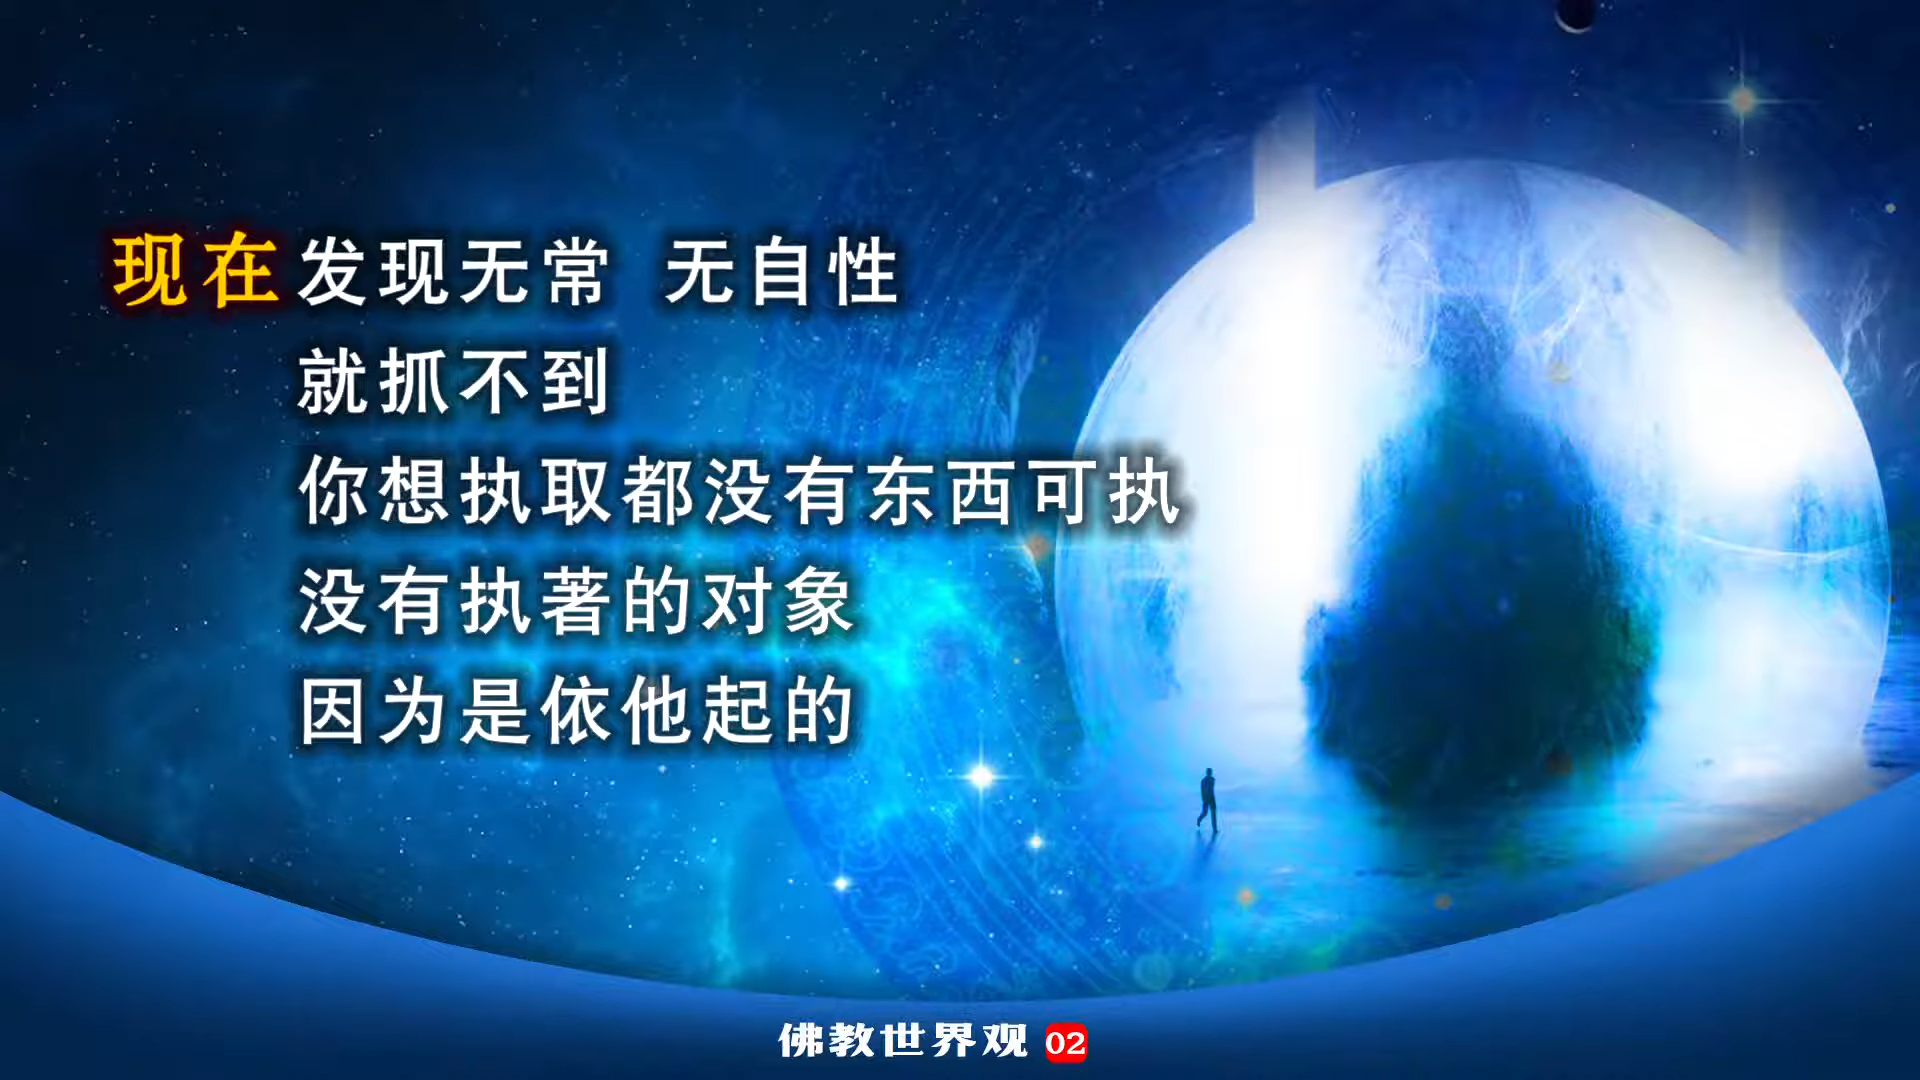 现在发现无常 无自性
就抓不到
你想执取都没有东西可执
没有执著的对象
因为是依他起的
佛教世界观 02